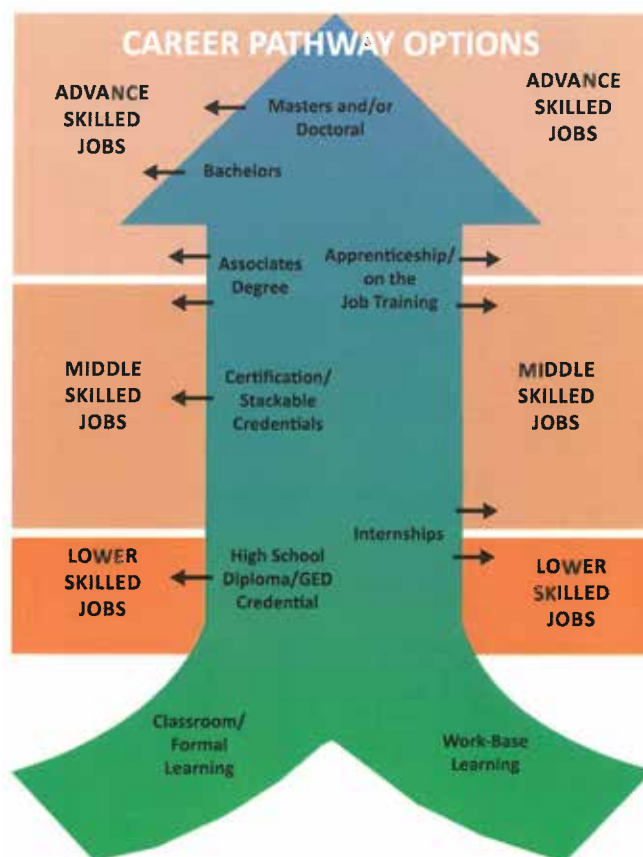 CAREER PATHWAY OPTIONS
ADVANCE
SKILLED
JOBS
Masters and/or
Doctoral
ADVANCE
SKILLED
JOBS
Bachelors
Associates
Degree
Apprenticeship/
on the
Job Training
MIDDLE
SKILLED
JOBS
Certification/
Stackable
Credentials
MIDDLE
SKILLED
JOBS
Internships
LOWER
SKILLED
JOBS
High School
Diploma/GED
Credential
LOWER
SKILLED
JOBS
Classroom/
Formal
Learning
Work-Base
Learning